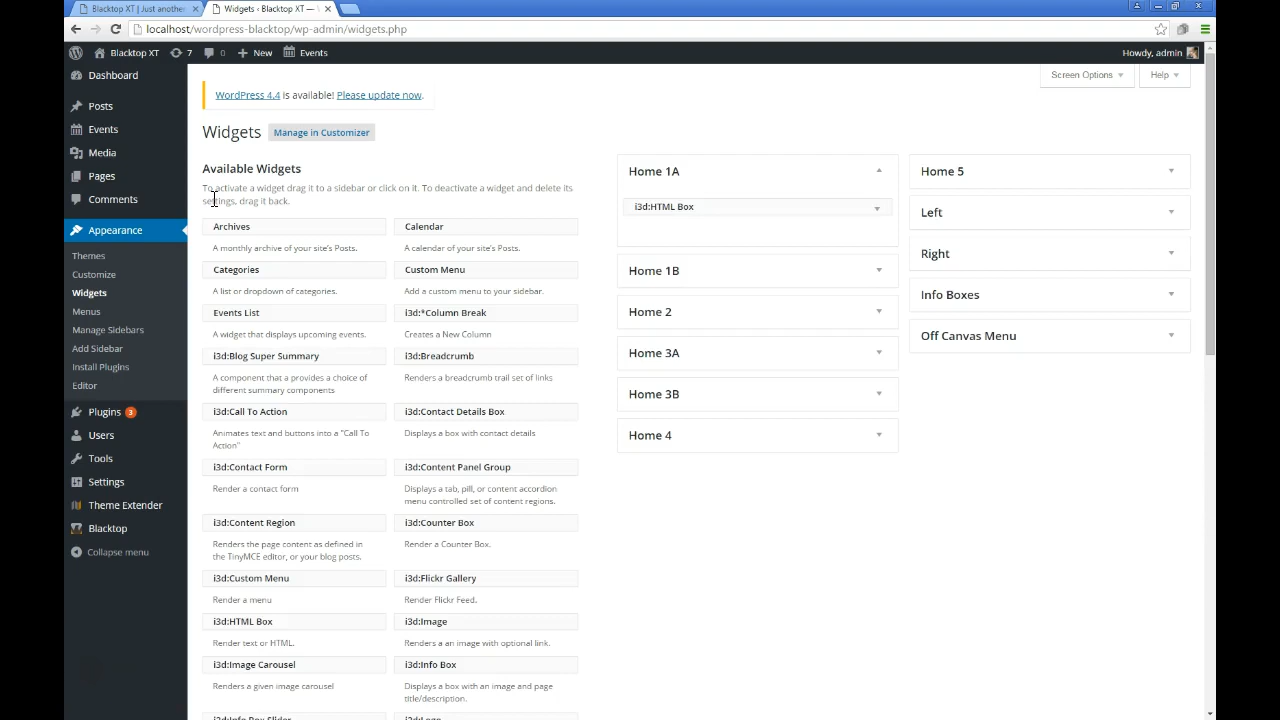 Blacktop XT | Just anothe
Widgets ‹ Blacktop XT —
localhost/wordpress-blacktop/wp-admin/widgets.php
Blacktop XT
7
0
New
Events
Howdy, admin
Dashboard
Posts
Events
Media
Pages
Comments
Appearance
Themes
Customize
Widgets
Menus
Manage Sidebars
Add Sidebar
Install Plugins
Editor
Plugins 3
Users
Tools
Settings
Theme Extender
Blacktop
Collapse menu
Screen Options
Help
WordPress 4.4 is available! Please update now.
Widgets
Manage in Customizer
Available Widgets
To activate a widget drag it to a sidebar or click on it. To deactivate a widget and delete its
settings, drag it back.
Archives
A monthly archive of your site's Posts.
Calendar
A calendar of your site's Posts.
Categories
A list or dropdown of categories.
Custom Menu
Add a custom menu to your sidebar.
Events List
A widget that displays upcoming events.
i3d:*Column Break
Creates a New Column
i3d:Blog Super Summary
A component that a provides a choice of
different summary components
i3d:Breadcrumb
Renders a breadcrumb trail set of links
i3d:Call To Action
Animates text and buttons into a "Call To
Action"
i3d:Contact Details Box
Displays a box with contact details
i3d:Contact Form
Render a contact form
i3d:Content Panel Group
Displays a tab, pill, or content accordion
menu controlled set of content regions.
i3d:Content Region
Renders the page content as defined in
the TinyMCE editor, or your blog posts.
i3d:Counter Box
Render a Counter Box.
i3d:Custom Menu
Render a menu
i3d:Flickr Gallery
Render Flickr Feed.
i3d:HTML Box
Render text or HTML.
i3d:Image
Renders a an image with optional link.
i3d:Image Carousel
Renders a given image carousel
i3d:Info Box
Displays a box with an image and page
title/description.
i3d:Info Box Slider
i3d:Logo
Home 1A
i3d:HTML Box
Home 1B
Home 2
Home 3A
Home 3B
Home 4
Home 5
Left
Right
Info Boxes
Off Canvas Menu